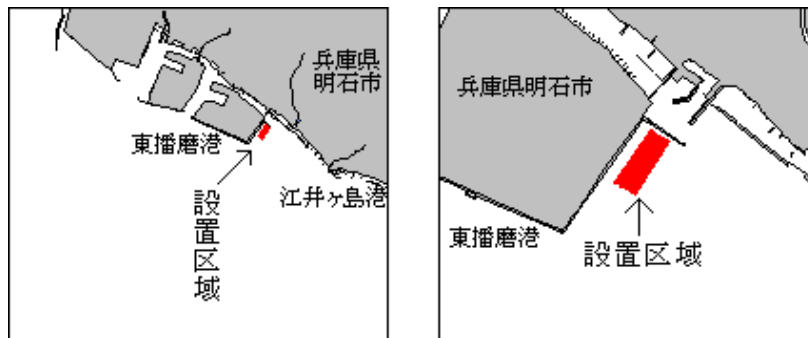 兵庫県
明石市
東播磨港
江井ヶ島港
設置区域
兵庫県明石市
東播磨港
設置区域